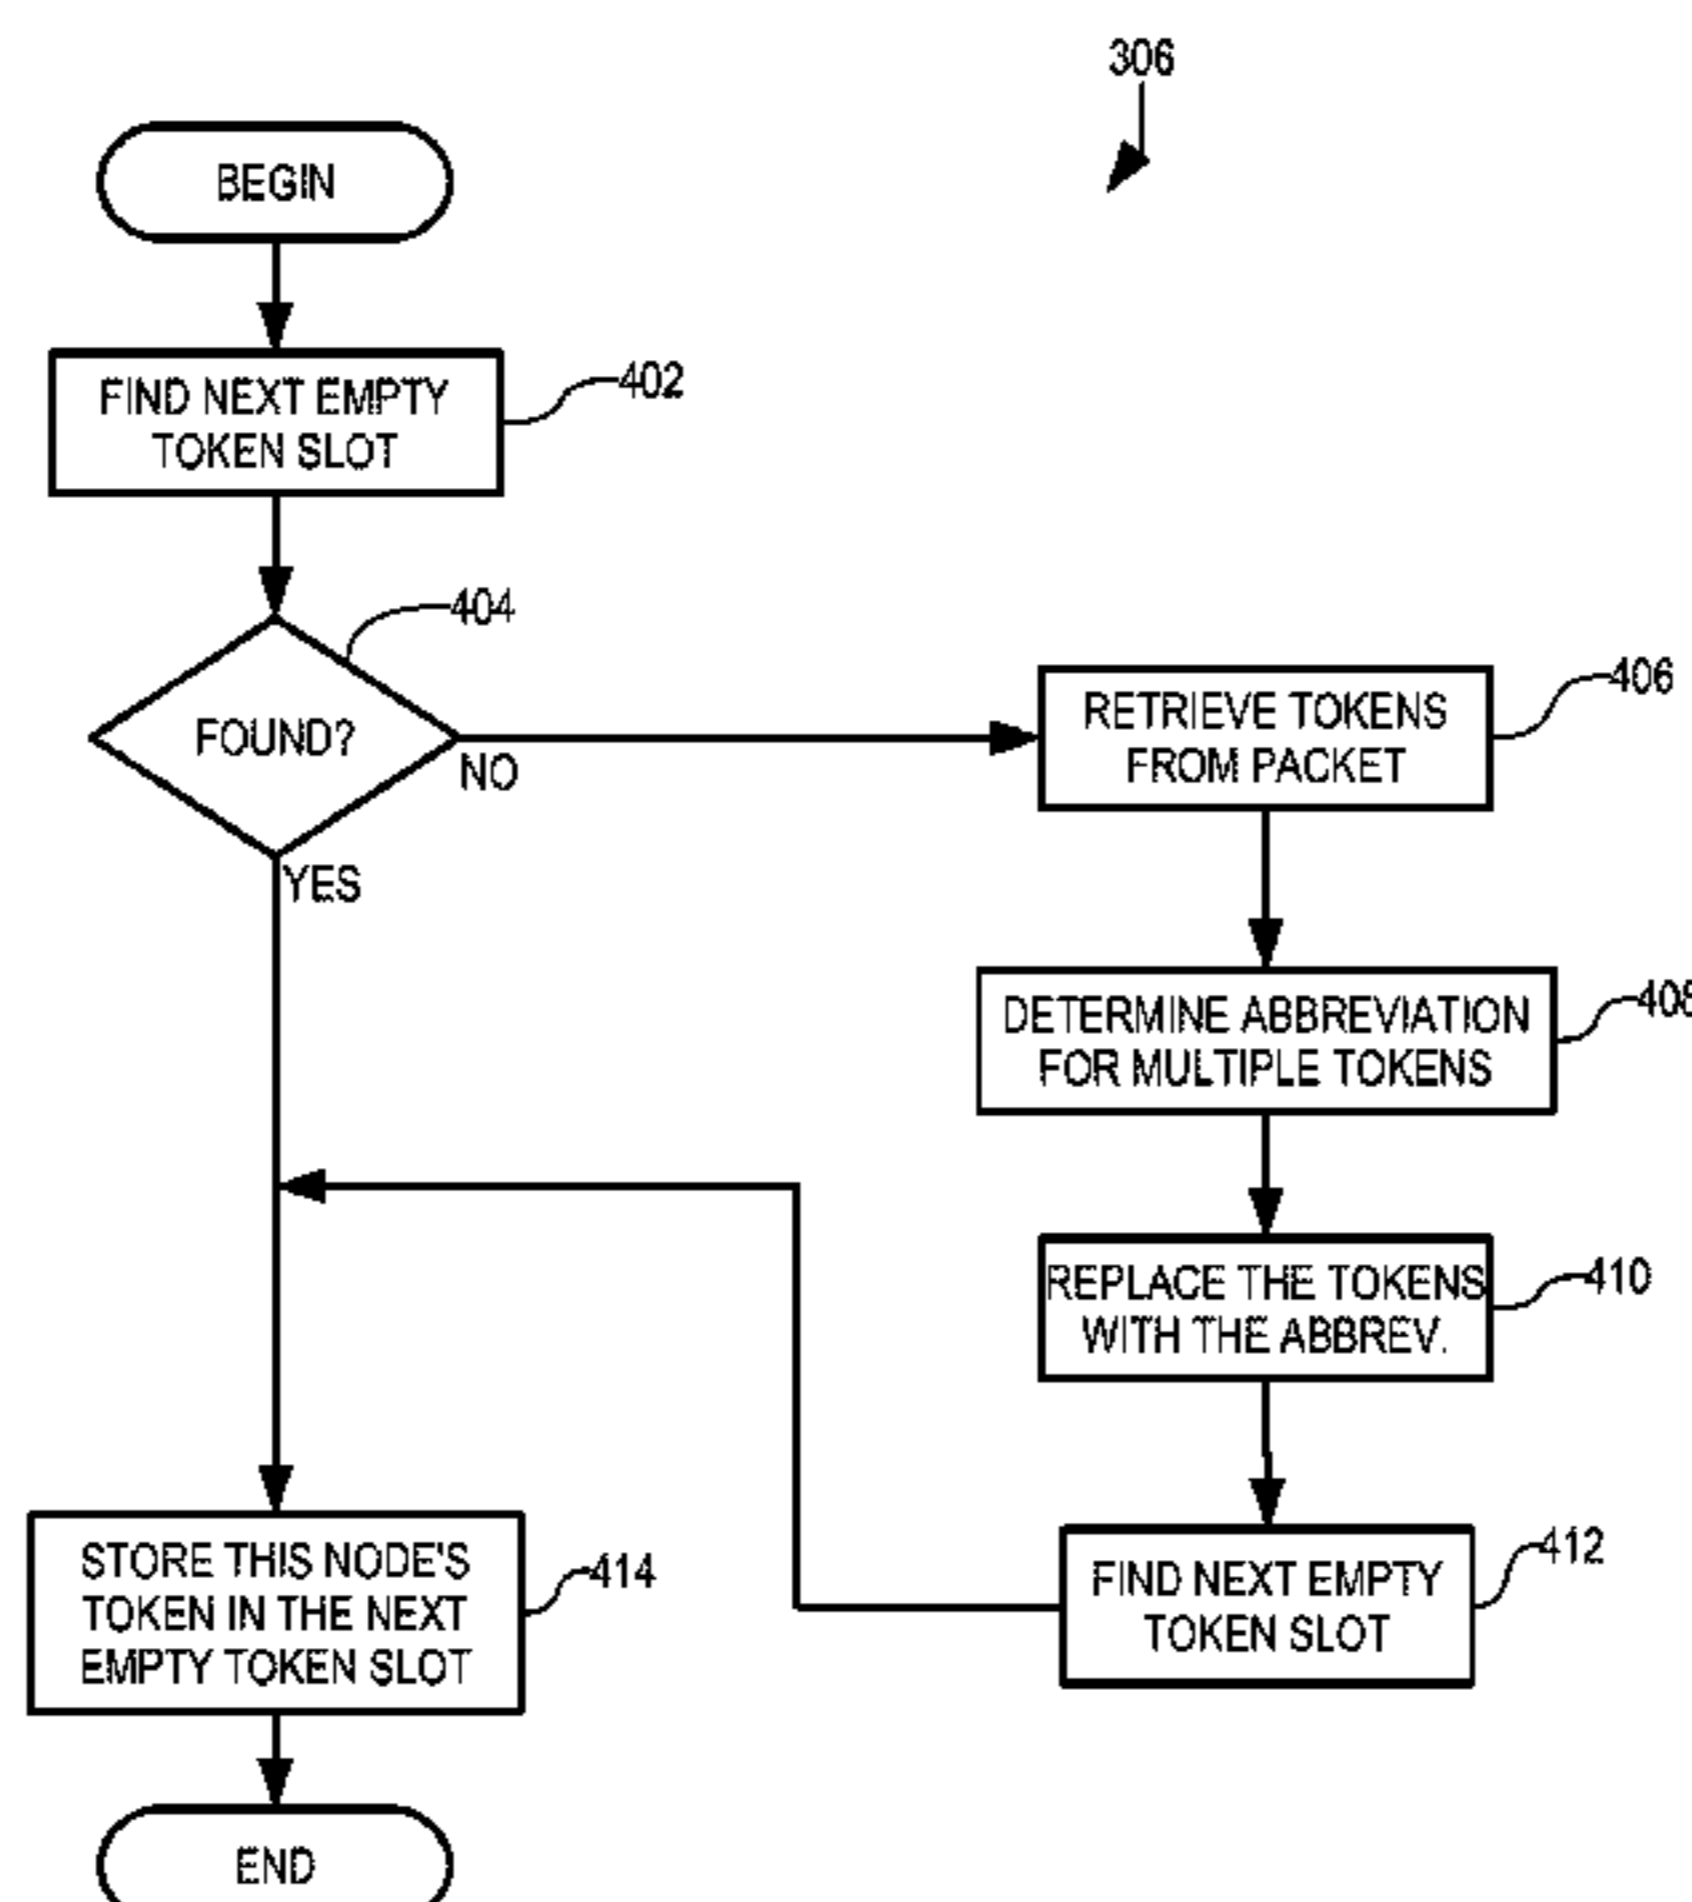 306
BEGIN
FIND NEXT EMPTY
TOKEN SLOT
402
404
FOUND?
NO
YES
RETRIEVE TOKENS
FROM PACKET
406
DETERMINE ABBREVIATION
FOR MULTIPLE TOKENS
408
REPLACE THE TOKENS
WITH THE ABBREV.
410
FIND NEXT EMPTY
TOKEN SLOT
412
STORE THIS NODE'S
TOKEN IN THE NEXT
EMPTY TOKEN SLOT
414
END